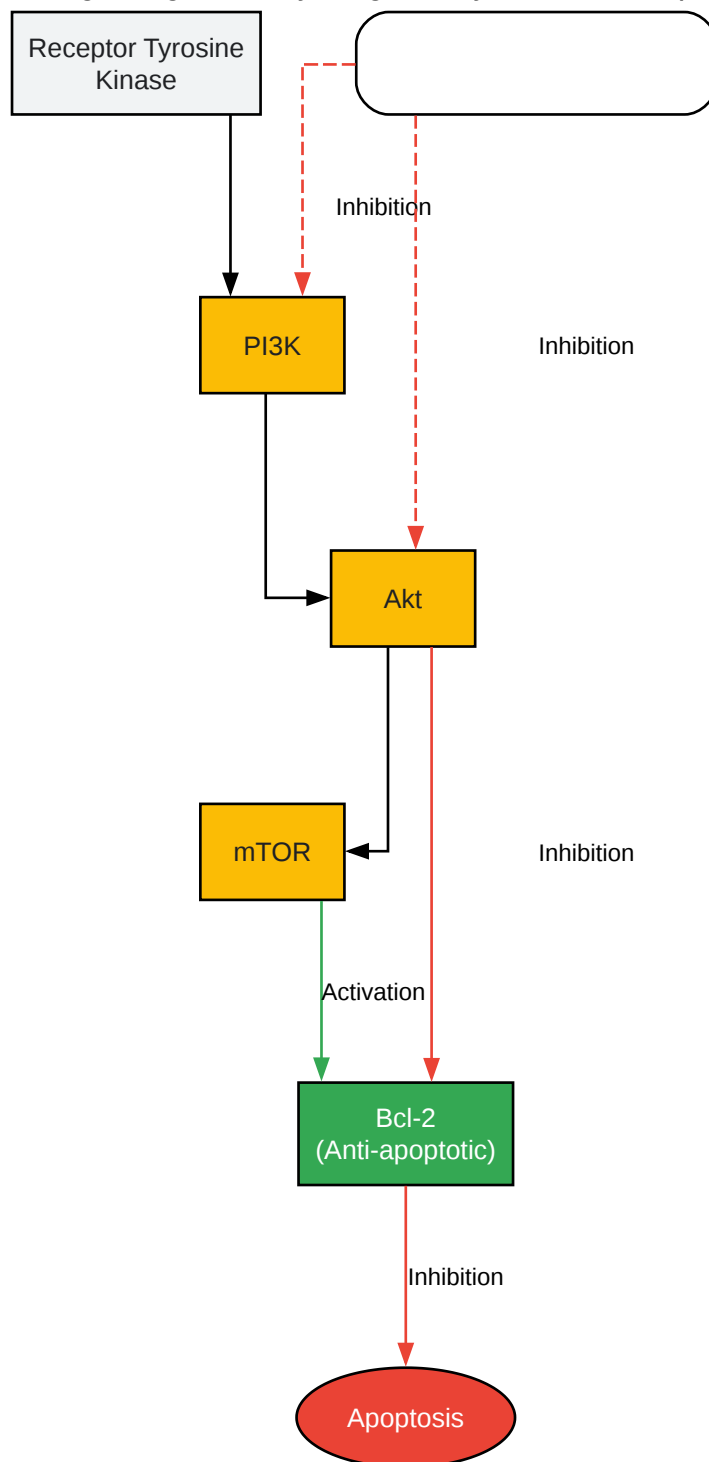 Receptor Tyrosine
Kinase
Inhibition
PI3K
Inhibition
Akt
mTOR
Inhibition
Activation
Bcl-2
(Anti-apoptotic)
Inhibition
Apoptosis